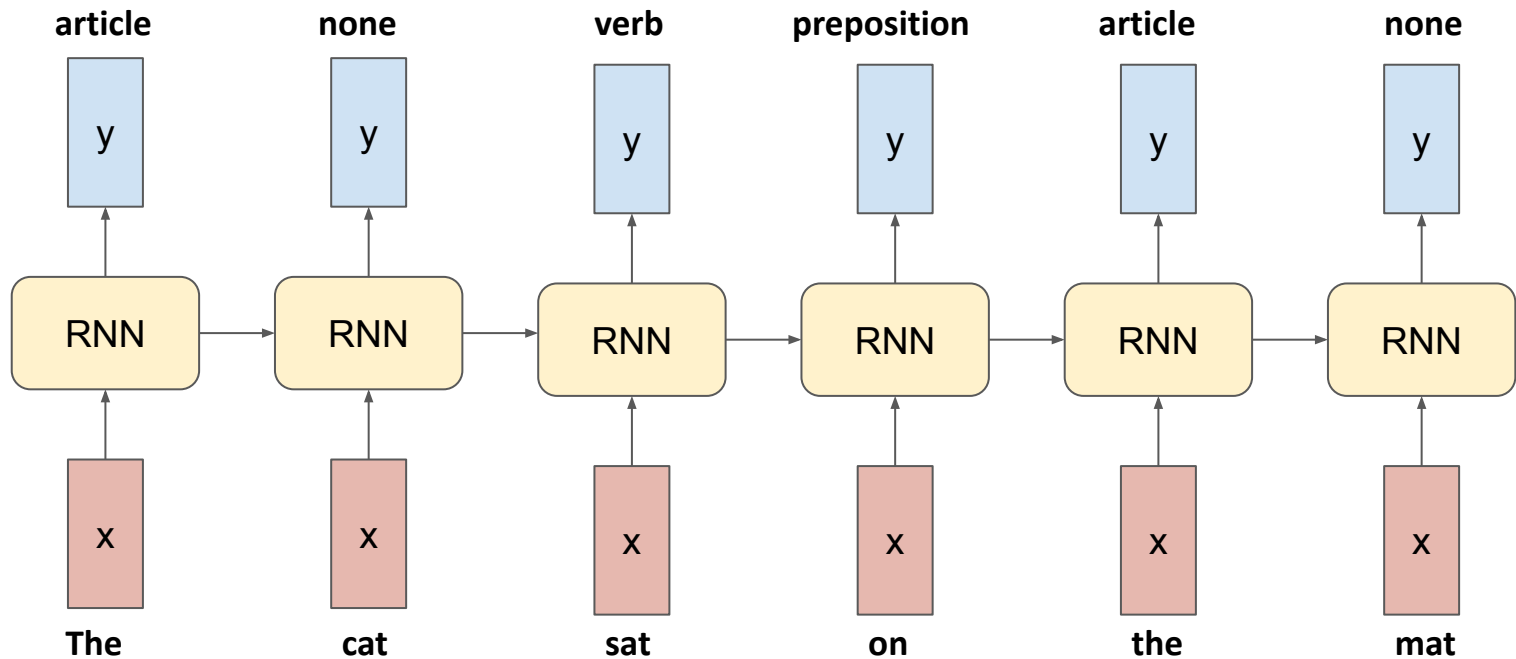 article none verb preposition article none
y y y y y y
RNN RNN RNN RNN RNN RNN
x x x x x x
The cat sat on the mat